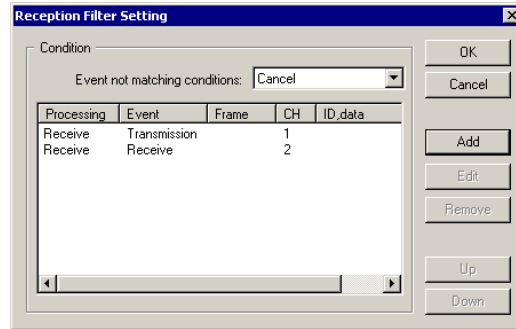 Reception Filter Setting
Condition
Event not matching conditions: Cancel
Processing Event Frame CH ID,data
Receive Transmission 1
Receive Receive 2
OK
Cancel
Add
Edit
Remove
Up
Down